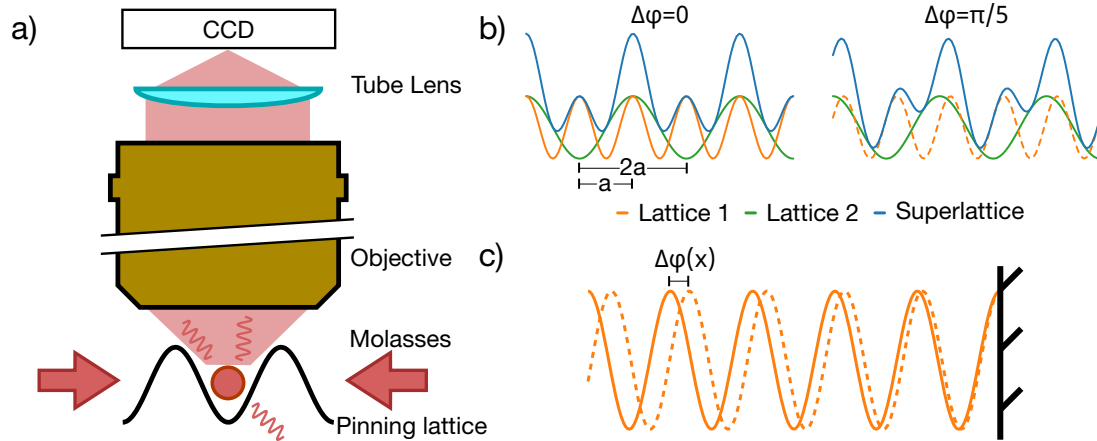 a)
CCD
Tube Lens
Objective
Molasses
Pinning lattice
b)
Δφ=0
Δφ=π/5
2a
a
Lattice 1
Lattice 2
Superlattice
c)
Δφ(x)